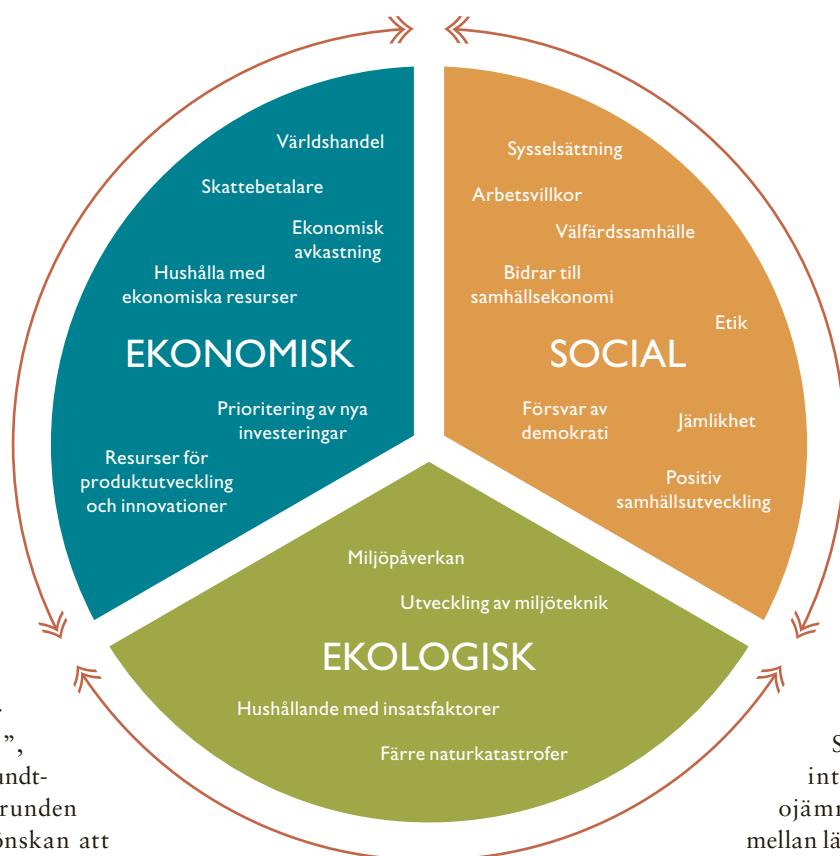 Världshandel
Skattebetalare
Ekonomisk
avkastning
Hushålla med
ekonomiska resurser
EKONOMISK
Prioritering av nya
investeringar
Resurser för
produktutveckling
och innovationer
Sysselsättning
Arbetsvillkor
Välfärdssamhälle
Bidrar till
samhällsekonomi
Etik
SOCIAL
Försvar av
demokrati
Jämlikhet
Positiv
samhällsutveckling
Miljöpåverkan
Utveckling av miljöteknik
EKOLOGISK
Hushållande med insatsfaktorer
Färre naturkatastrofer
”,
undt-
runden
önskan att
S
int
ojämn
mellan lä